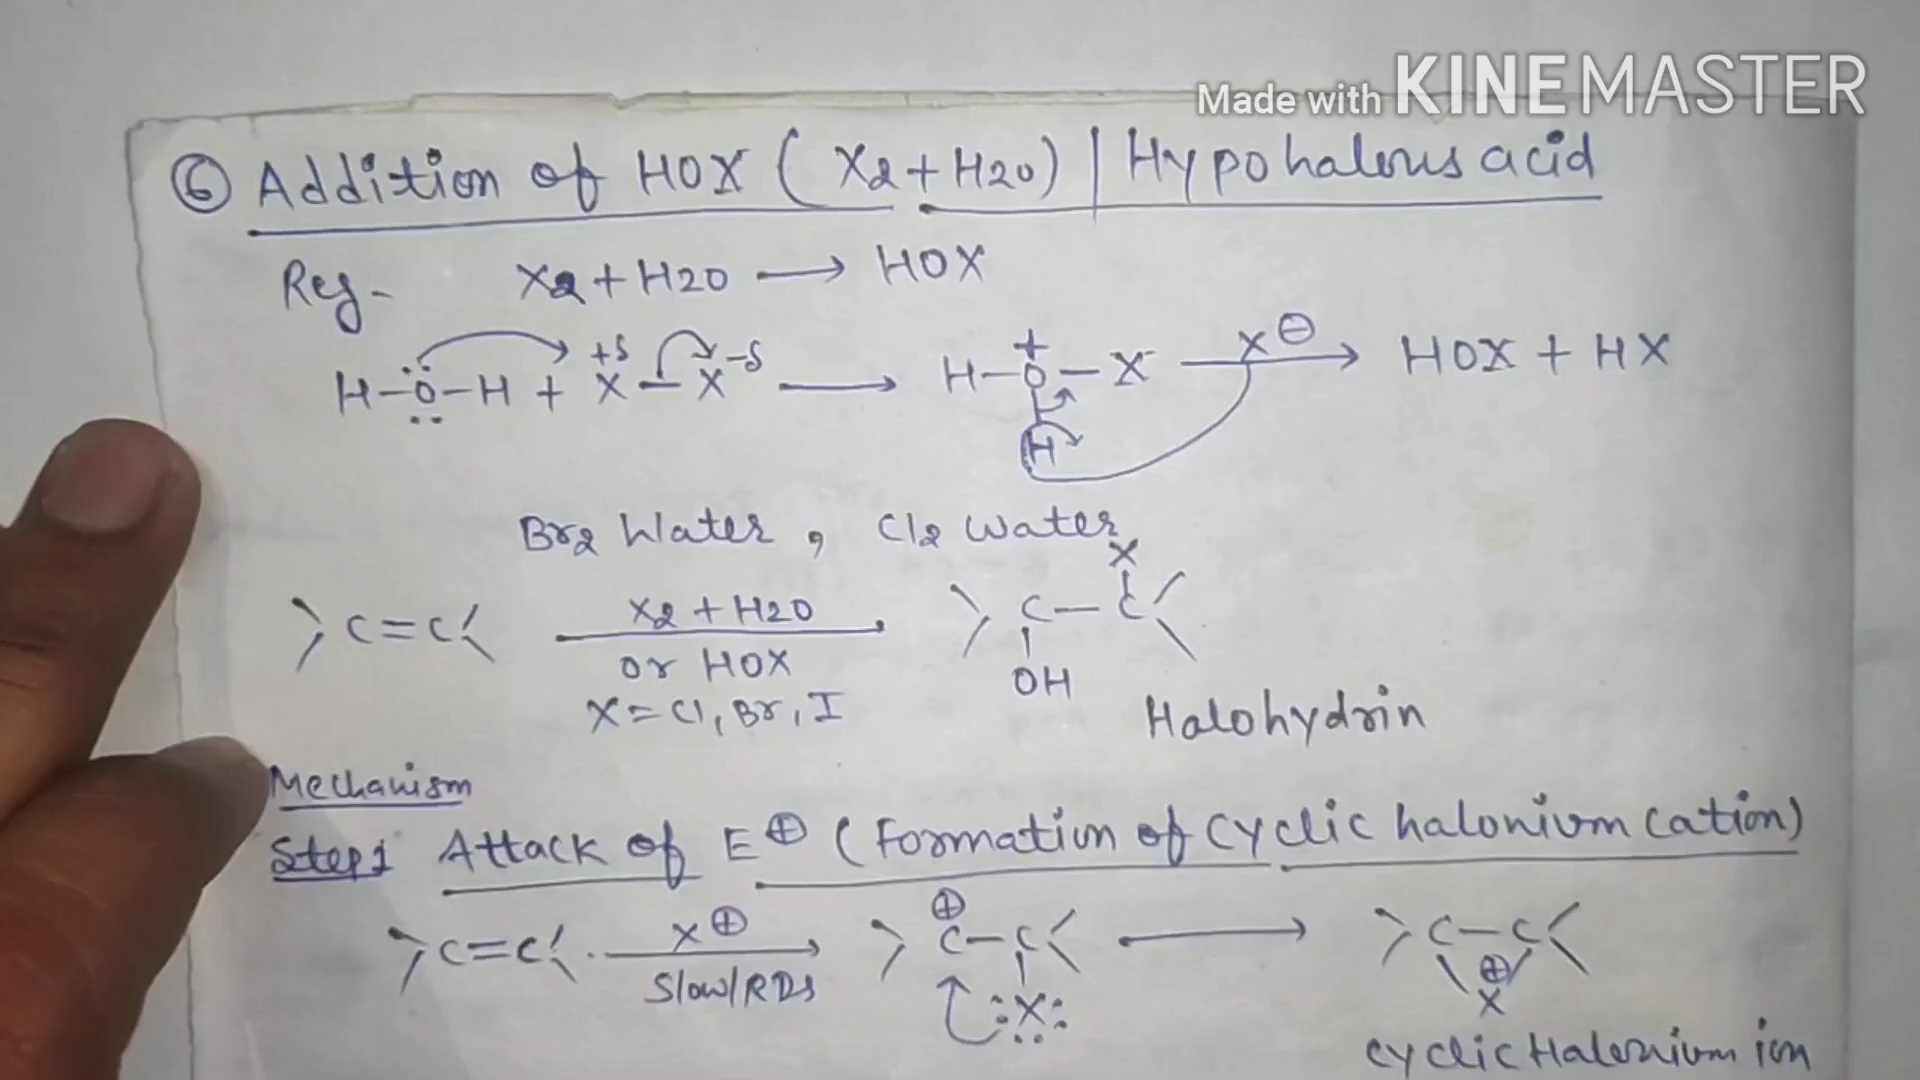 Made with KINEMASTER
⑥ Addition of HOX ( X2 + H2O) | Hypohalous acid
Reg- X2 + H2O → HOX
H-Ö-H + +δ X - X -δ → H-O-X + H X⊖ → HOX + HX
Br2 Water , Cl2 Water
C=C X2 + H2O or HOX X = Cl, Br, I C-C X OH
Halohydrin
Mechanism
Step1 Attack of E⊕ (Formation of cyclic halonium cation)
C=C X⊕ Slow/RDS ⊕ C-C :X: → C-C ⊕ X
cyclic Halonium ion